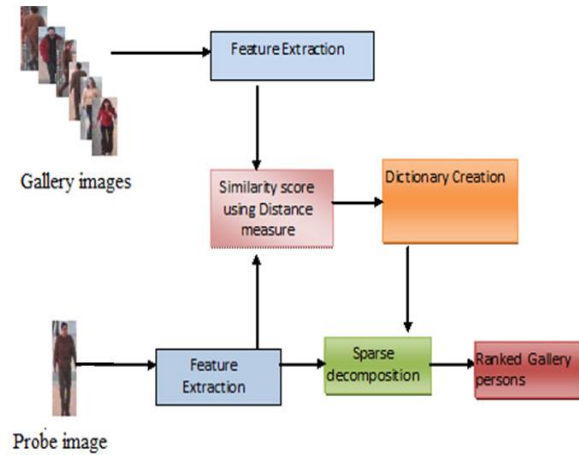 Feature Extraction
Gallery images
Similarity score
using Distance
measure
Dictionary Creation
Feature
Extraction
Sparse
decomposition
Ranked Gallery
persons
Probe image